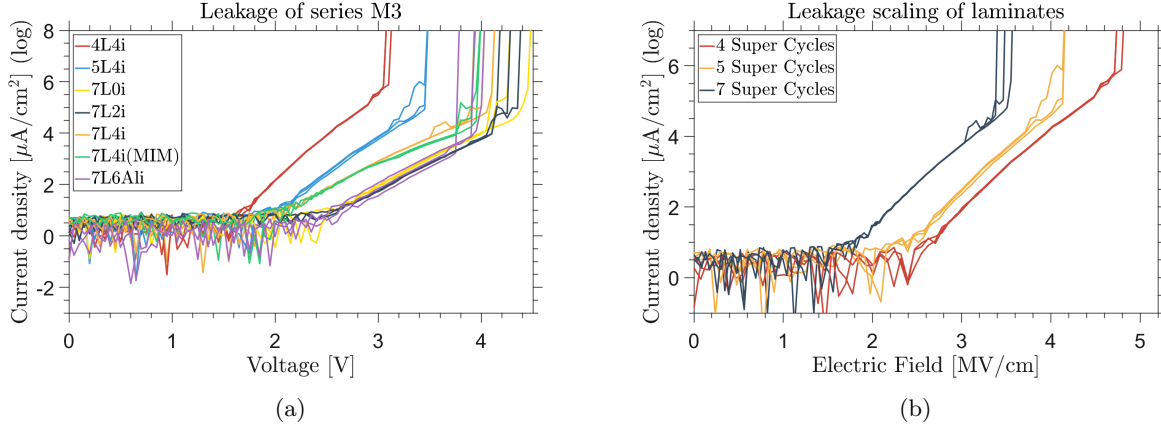 Leakage of series M3
Current density [μA/cm²] (log)
8
6
4
2
0
-2
4L4i
5L4i
7L0i
7L2i
7L4i
7L4i(MIM)
7L6Ali
0 1 2 3 4
Voltage [V]
(a)
Leakage scaling of laminates
Current density [μA/cm²] (log)
6
4
2
0
4 Super Cycles
5 Super Cycles
7 Super Cycles
0 1 2 3 4 5
Electric Field [MV/cm]
(b)